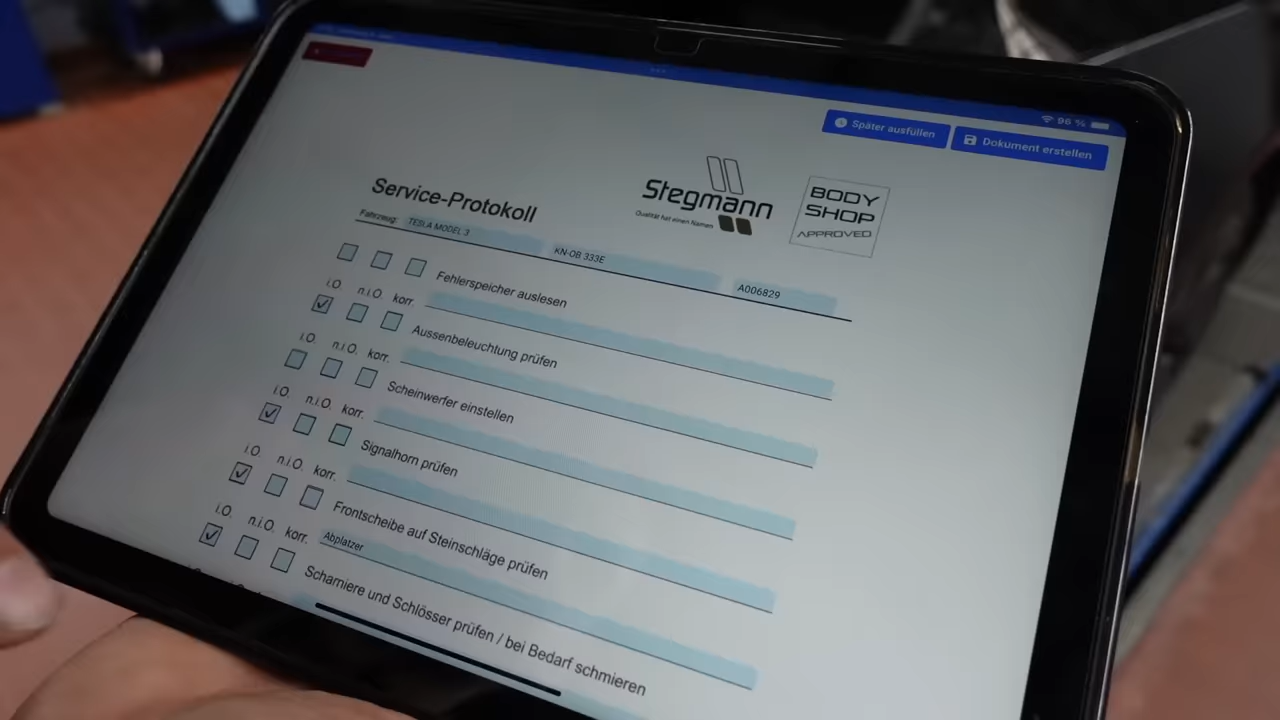 96 %
Später ausfüllen
Dokument erstellen
Stegmann
Qualität hat einen Namen
BODY
SHOP
APPROVED
Service-Protokoll
Fahrzeug: TESLA MODEL 3 KN-OB 333E A006829
Fehlerspeicher auslesen
i.O. n.i.O. korr.
Aussenbeleuchtung prüfen
i.O. n.i.O. korr.
Scheinwerfer einstellen
i.O. n.i.O. korr.
Signalhorn prüfen
i.O. n.i.O. korr.
Frontscheibe auf Steinschläge prüfen
i.O. n.i.O. korr.
Abplatzer
Scharniere und Schlösser prüfen / bei Bedarf schmieren